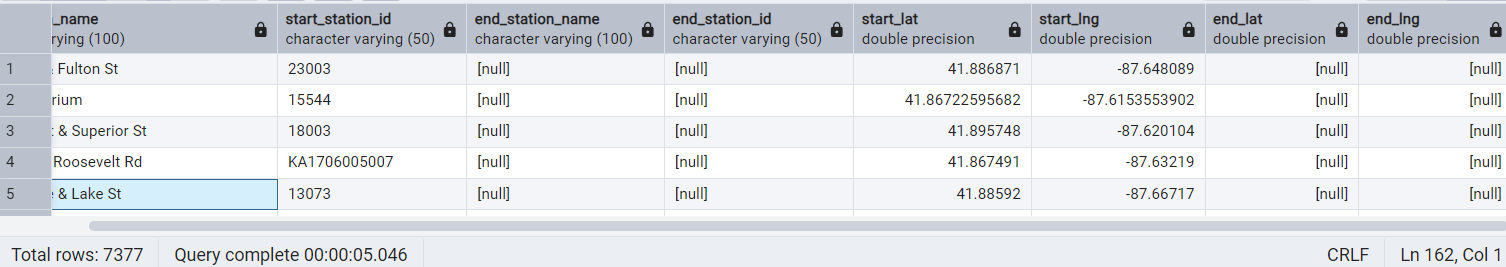 _name start_station_id end_station_name end_station_id start_lat start_lng end_lat end_lng
rying (100) character varying (50) character varying (100) character varying (50) double precision double precision double precision double precision
1 & Fulton St 23003 [null] [null] 41.886871 -87.648089 [null] [null]
2 rium 15544 [null] [null] 41.86722595682 -87.6153553902 [null] [null]
3 & Superior St 18003 [null] [null] 41.895748 -87.620104 [null] [null]
4 Roosevelt Rd KA1706005007 [null] [null] 41.867491 -87.63219 [null] [null]
5 & Lake St 13073 [null] [null] 41.88592 -87.66717 [null] [null]
Total rows: 7377 Query complete 00:00:05.046 CRLF Ln 162, Col 1